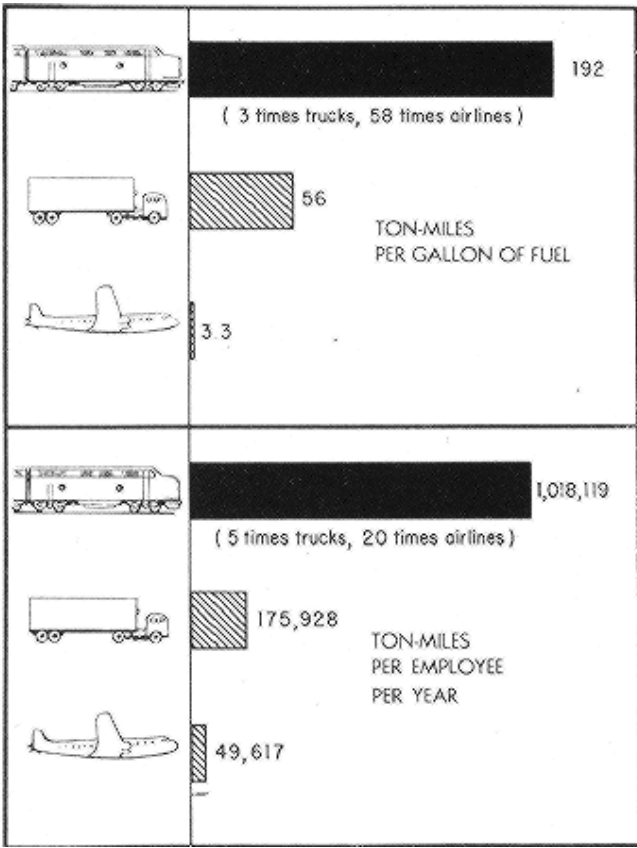 192
( 3 times trucks, 58 times airlines )
56
TON-MILES
PER GALLON OF FUEL
3.3
1,018,119
( 5 times trucks, 20 times airlines )
175,928
TON-MILES
PER EMPLOYEE
PER YEAR
49,617